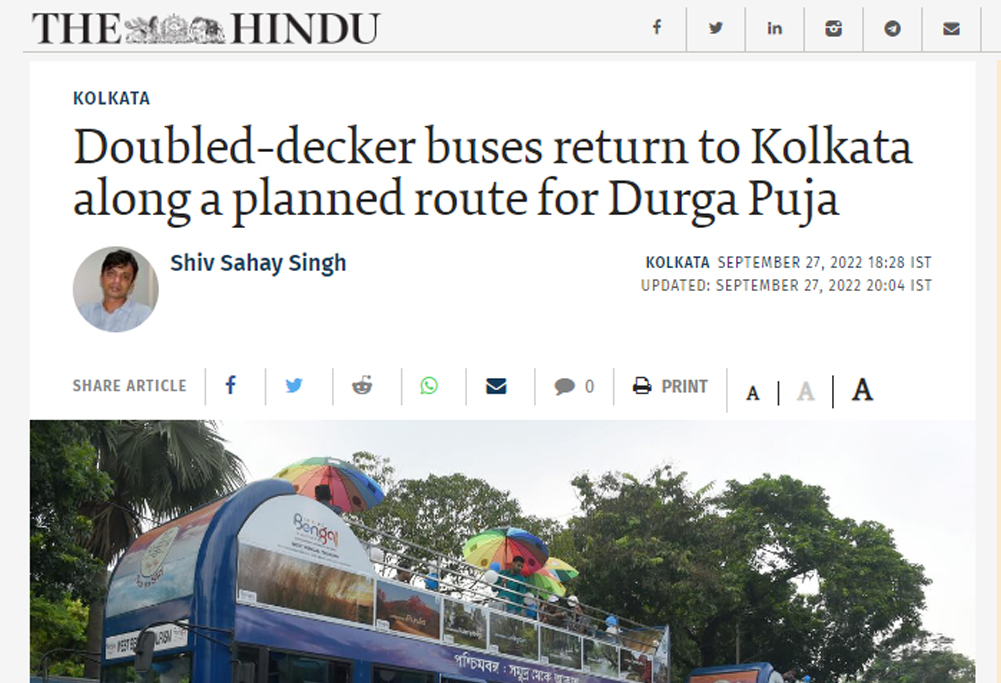 THE HINDU
KOLKATA
Doubled-decker buses return to Kolkata
along a planned route for Durga Puja
Shiv Sahay Singh
KOLKATA SEPTEMBER 27, 2022 18:28 IST
UPDATED: SEPTEMBER 27, 2022 20:04 IST
SHARE ARTICLE
0
PRINT
A | A | A
Bengal
পশ্চিমবঙ্গ : সমুদ্র থেকে